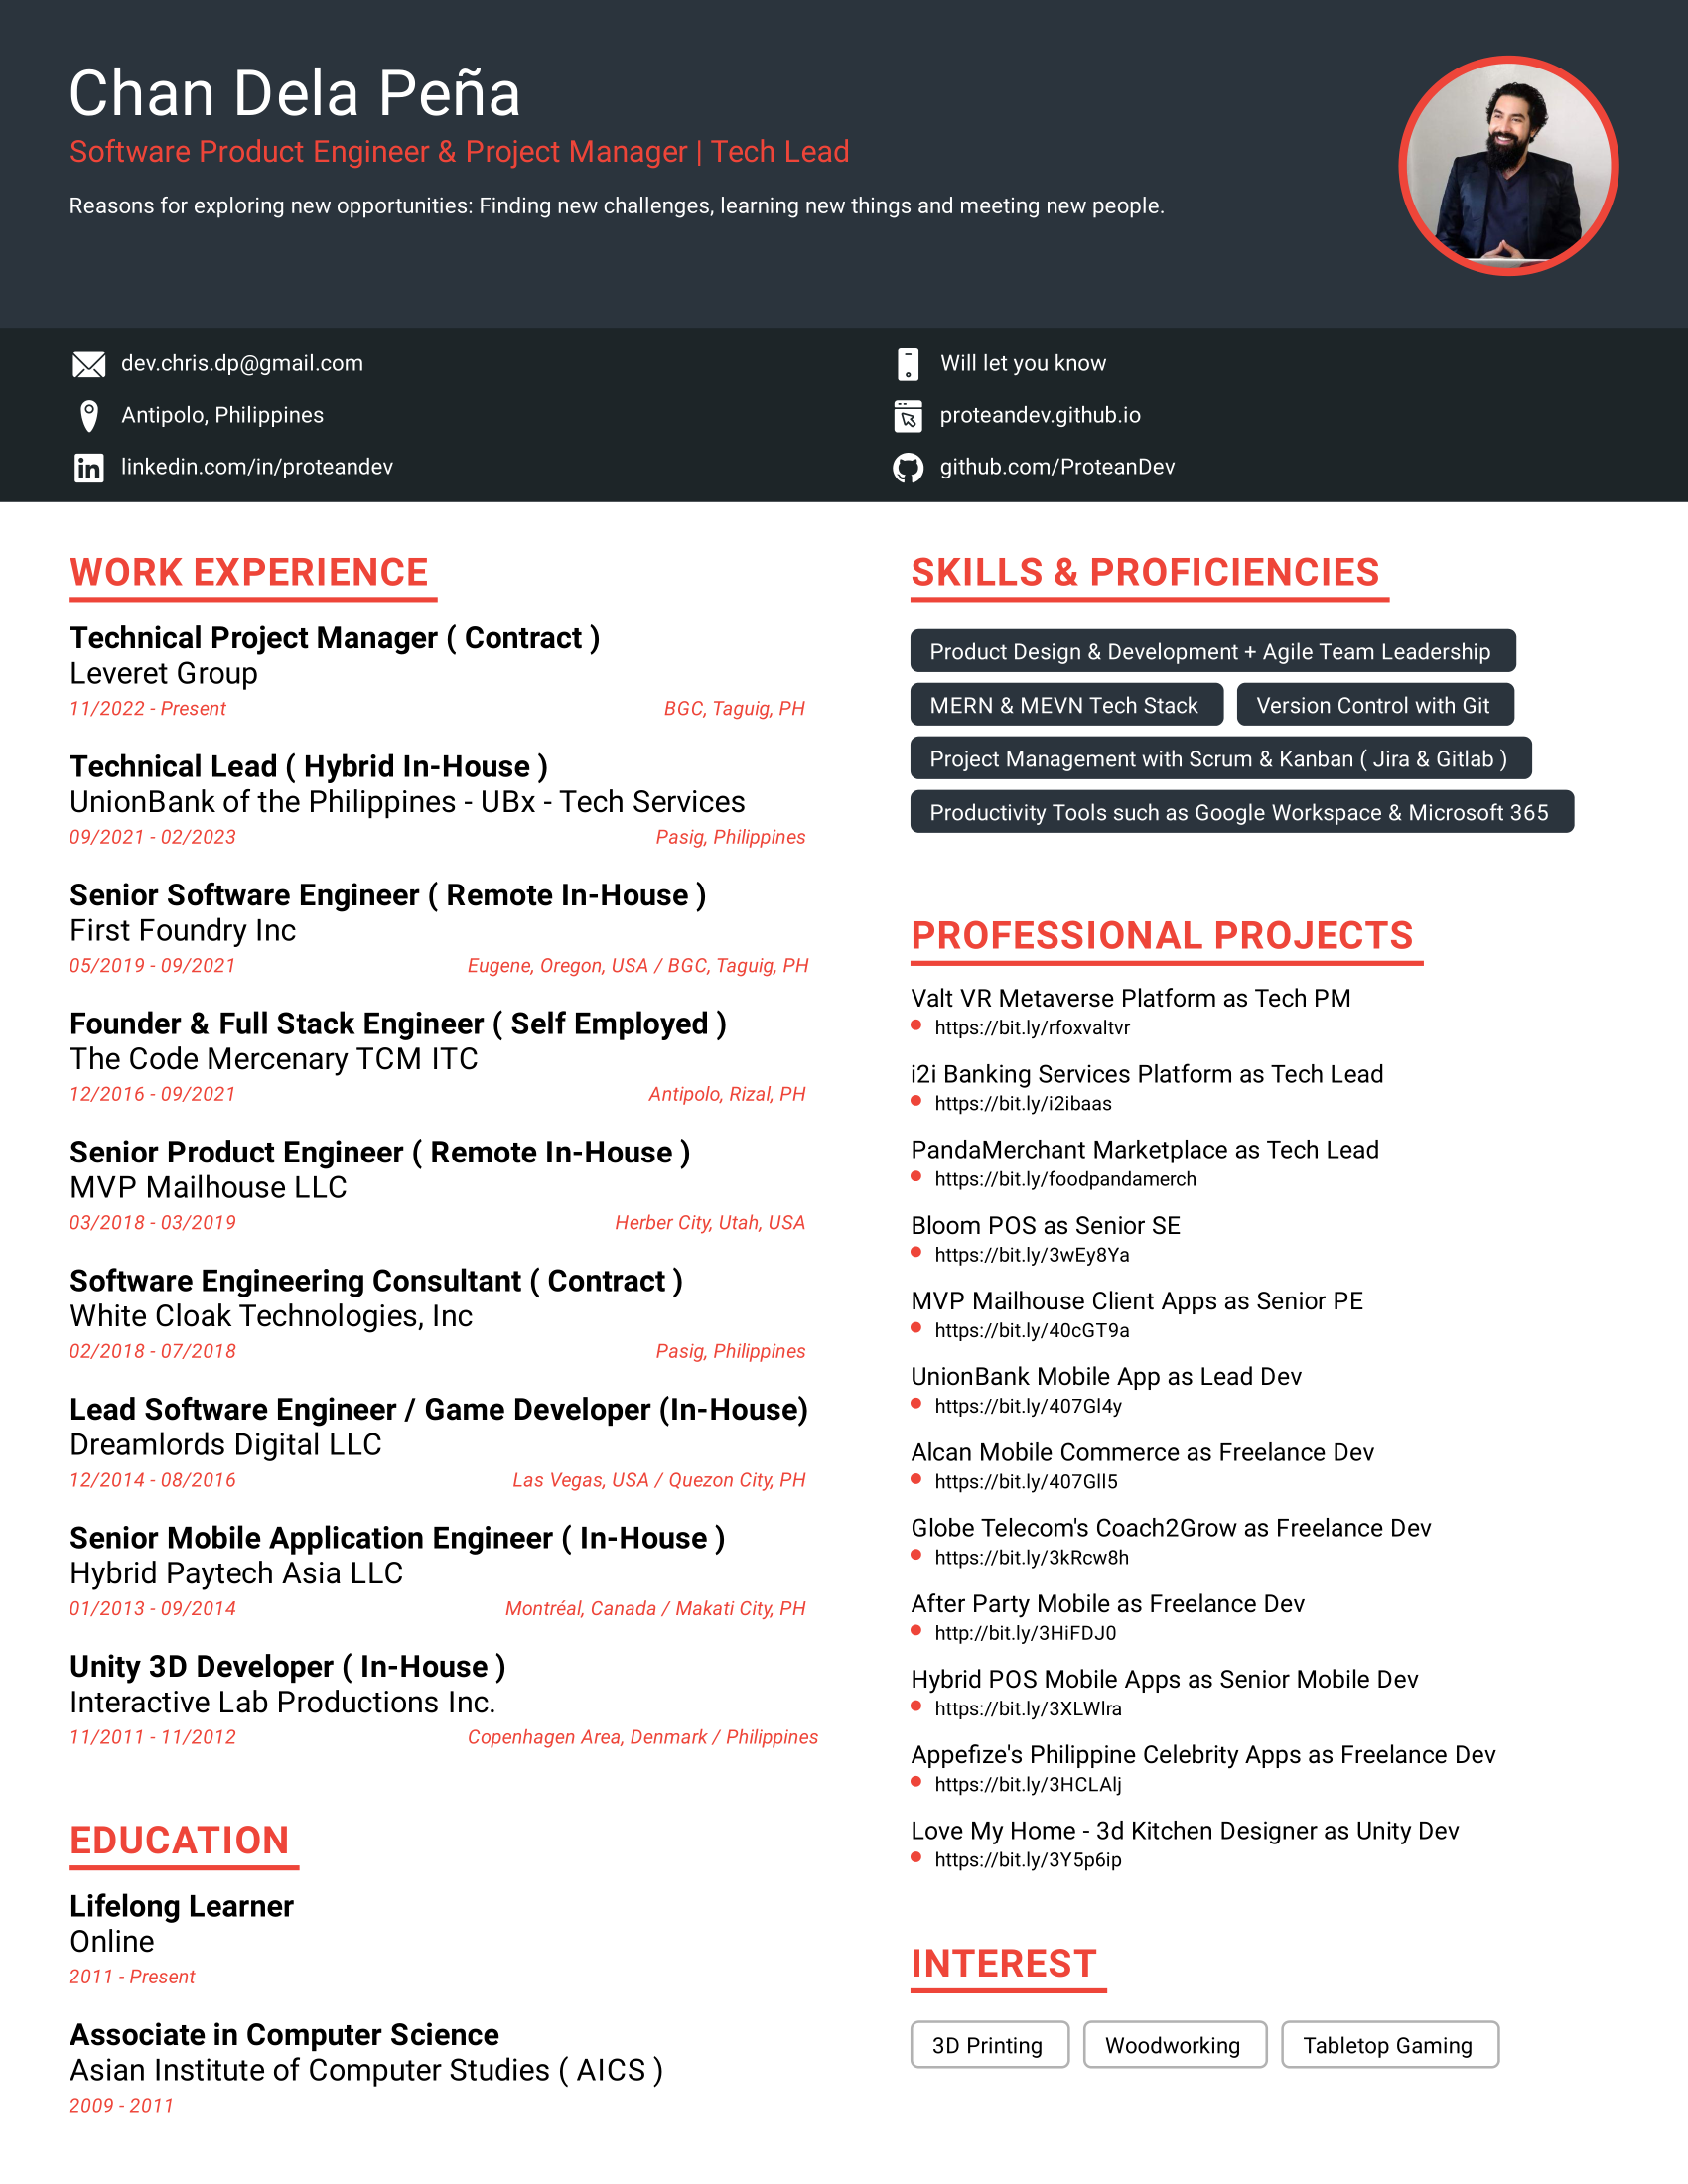 Chan Dela Peña
Software Product Engineer & Project Manager | Tech Lead
Reasons for exploring new opportunities: Finding new challenges, learning new things and meeting new people.
dev.chris.dp@gmail.com
Will let you know
Antipolo, Philippines
proteandev.github.io
linkedin.com/in/proteandev
github.com/ProteanDev
WORK EXPERIENCE
Technical Project Manager ( Contract )
Leveret Group
11/2022 - Present
BGC, Taguig, PH
Technical Lead ( Hybrid In-House )
UnionBank of the Philippines - UBx - Tech Services
09/2021 - 02/2023
Pasig, Philippines
Senior Software Engineer ( Remote In-House )
First Foundry Inc
05/2019 - 09/2021
Eugene, Oregon, USA / BGC, Taguig, PH
Founder & Full Stack Engineer ( Self Employed )
The Code Mercenary TCM ITC
12/2016 - 09/2021
Antipolo, Rizal, PH
Senior Product Engineer ( Remote In-House )
MVP Mailhouse LLC
03/2018 - 03/2019
Herber City, Utah, USA
Software Engineering Consultant ( Contract )
White Cloak Technologies, Inc
02/2018 - 07/2018
Pasig, Philippines
Lead Software Engineer / Game Developer (In-House)
Dreamlords Digital LLC
12/2014 - 08/2016
Las Vegas, USA / Quezon City, PH
Senior Mobile Application Engineer ( In-House )
Hybrid Paytech Asia LLC
01/2013 - 09/2014
Montréal, Canada / Makati City, PH
Unity 3D Developer ( In-House )
Interactive Lab Productions Inc.
11/2011 - 11/2012
Copenhagen Area, Denmark / Philippines
EDUCATION
Lifelong Learner
Online
2011 - Present
Associate in Computer Science
Asian Institute of Computer Studies ( AICS )
2009 - 2011
SKILLS & PROFICIENCIES
Product Design & Development + Agile Team Leadership
MERN & MEVN Tech Stack
Version Control with Git
Project Management with Scrum & Kanban ( Jira & Gitlab )
Productivity Tools such as Google Workspace & Microsoft 365
PROFESSIONAL PROJECTS
Valt VR Metaverse Platform as Tech PM
https://bit.ly/rfoxvaltvr
i2i Banking Services Platform as Tech Lead
https://bit.ly/i2ibaas
PandaMerchant Marketplace as Tech Lead
https://bit.ly/foodpandamerch
Bloom POS as Senior SE
https://bit.ly/3wEy8Ya
MVP Mailhouse Client Apps as Senior PE
https://bit.ly/40cGT9a
UnionBank Mobile App as Lead Dev
https://bit.ly/407Gl4y
Alcan Mobile Commerce as Freelance Dev
https://bit.ly/407Gll5
Globe Telecom's Coach2Grow as Freelance Dev
https://bit.ly/3kRcw8h
After Party Mobile as Freelance Dev
http://bit.ly/3HiFDJ0
Hybrid POS Mobile Apps as Senior Mobile Dev
https://bit.ly/3XLWlra
Appefize's Philippine Celebrity Apps as Freelance Dev
https://bit.ly/3HCLAlj
Love My Home - 3d Kitchen Designer as Unity Dev
https://bit.ly/3Y5p6ip
INTEREST
3D Printing
Woodworking
Tabletop Gaming